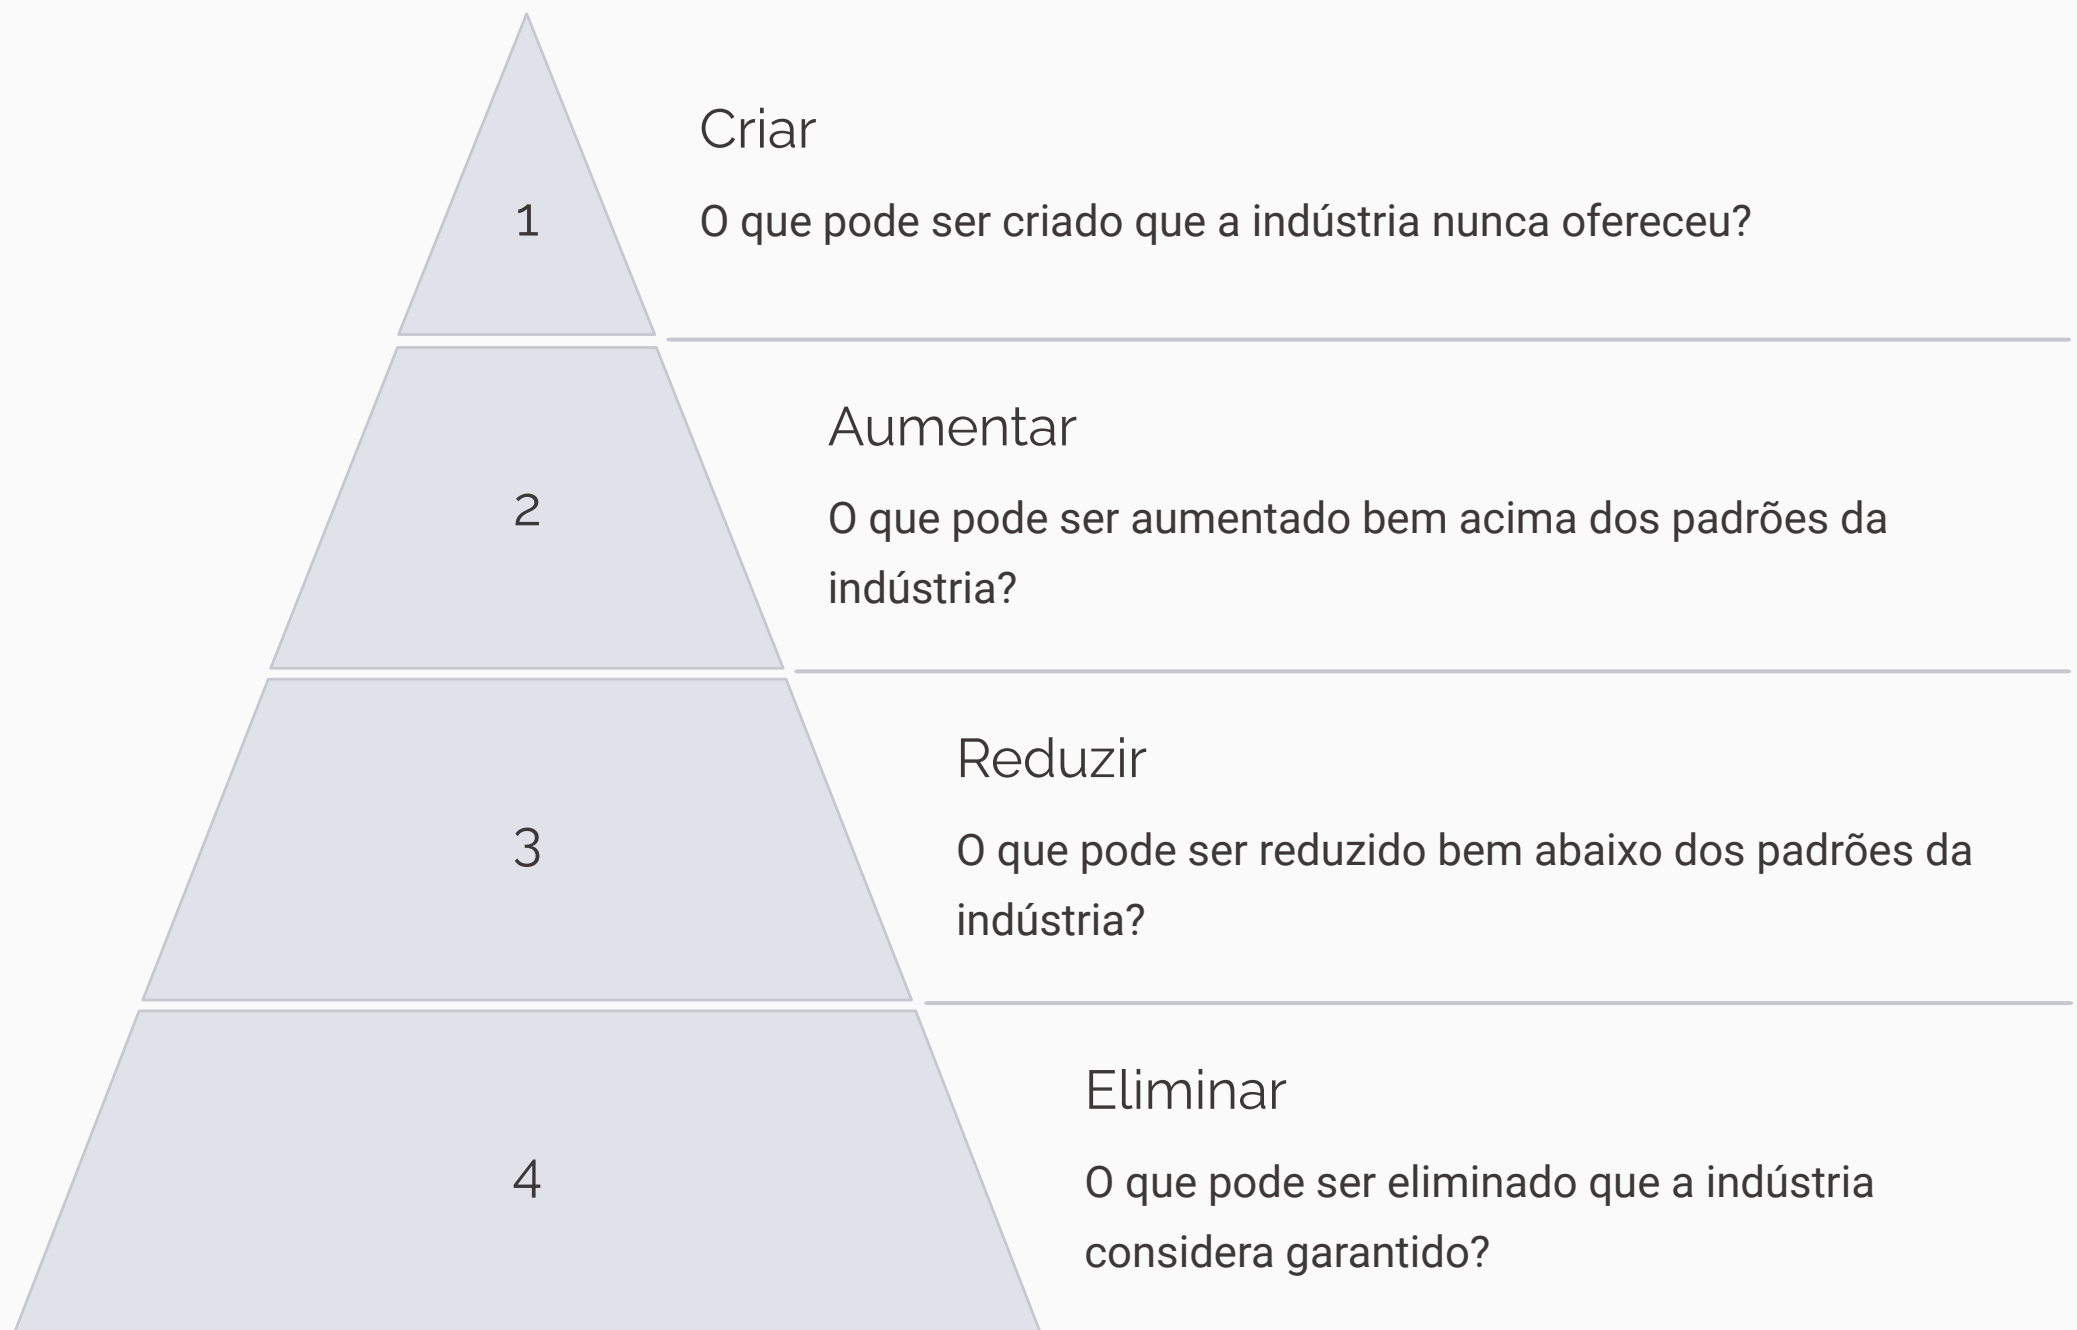 1
Criar
O que pode ser criado que a indústria nunca ofereceu?
2
Aumentar
O que pode ser aumentado bem acima dos padrões da
indústria?
3
Reduzir
O que pode ser reduzido bem abaixo dos padrões da
indústria?
4
Eliminar
O que pode ser eliminado que a indústria
considera garantido?